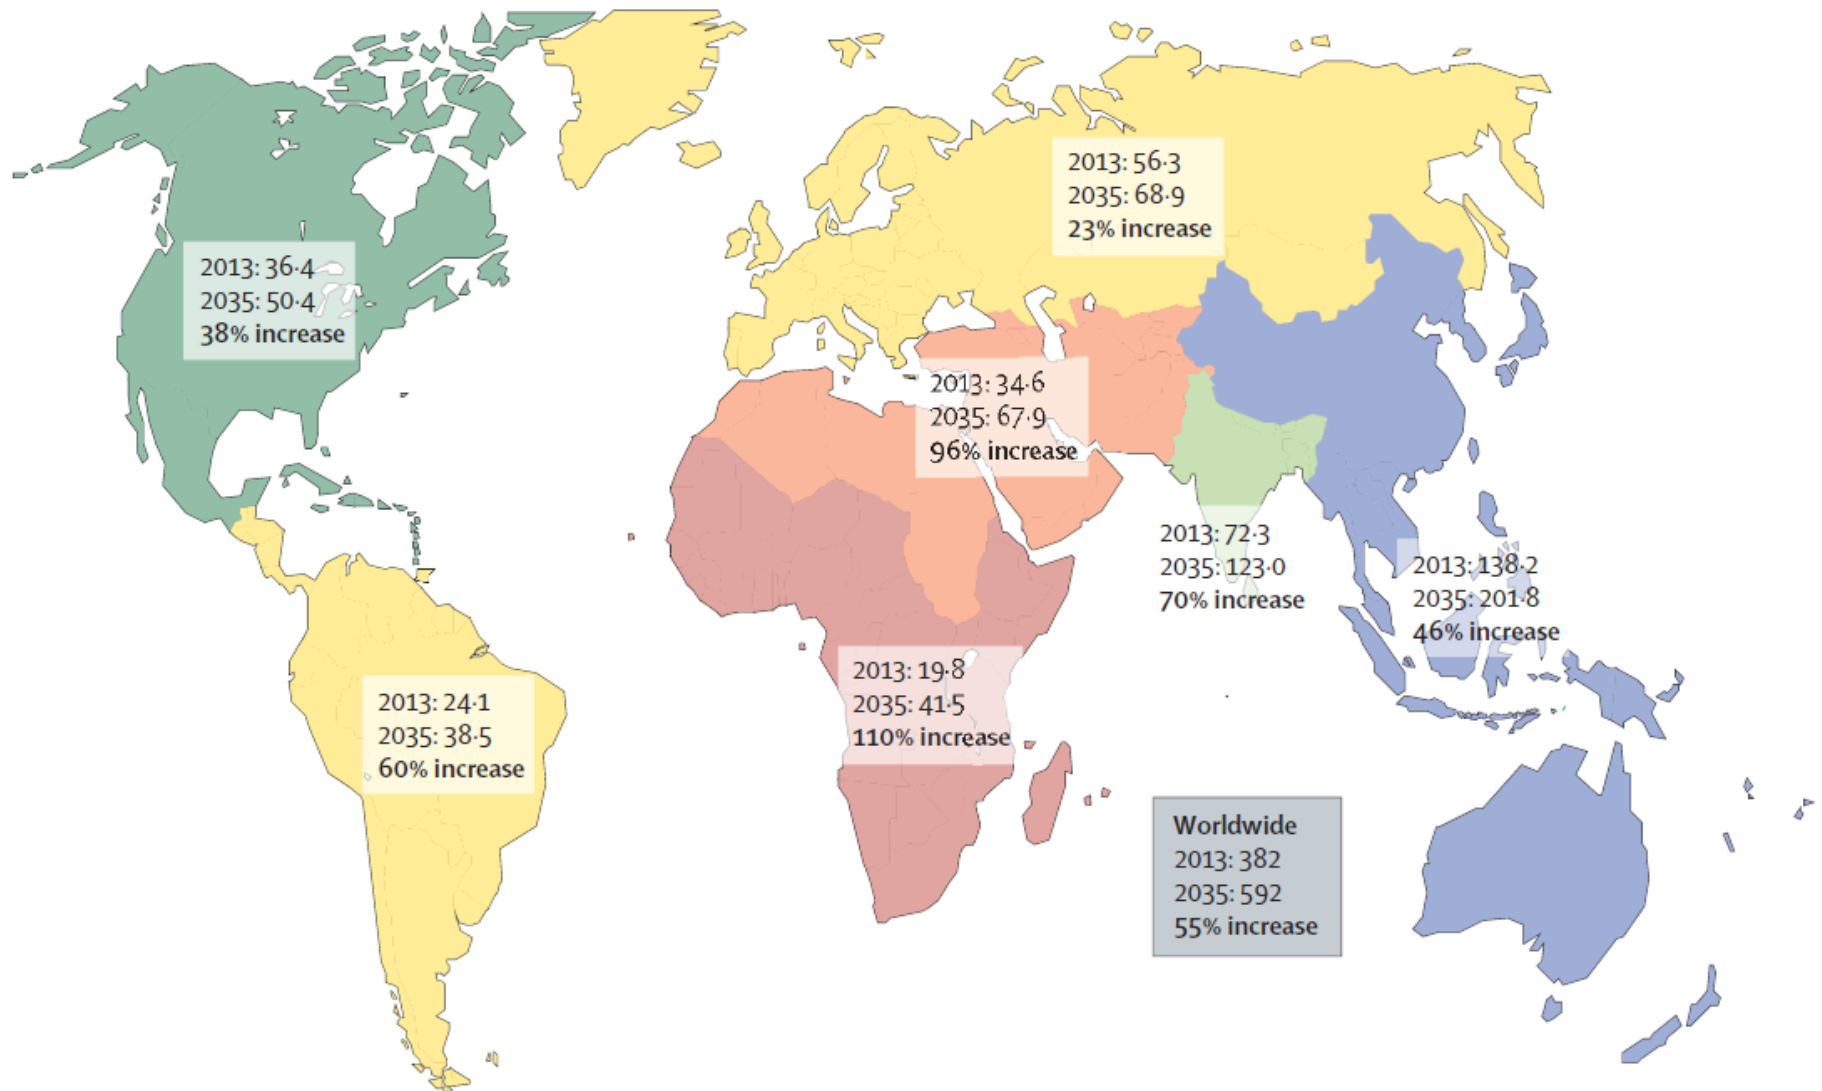 2013: 56·3
2035: 68·9
23% increase
2013: 36·4
2035: 50·4
38% increase
2013: 34·6
2035: 67·9
96% increase
2013: 72·3
2035: 123·0
70% increase
2013: 138·2
2035: 201·8
46% increase
2013: 19·8
2035: 41·5
110% increase
2013: 24·1
2035: 38·5
60% increase
Worldwide
2013: 382
2035: 592
55% increase